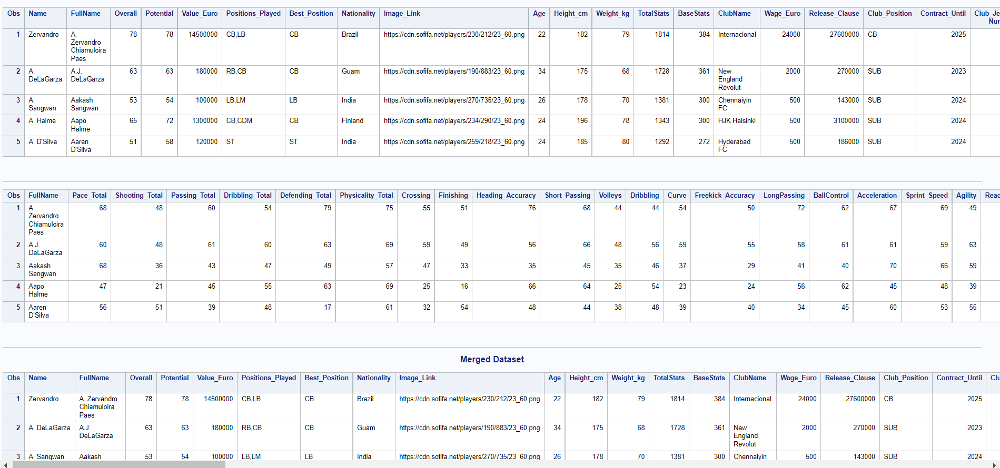 Obs Name FullName Overall Potential Value_Euro Positions_Played Best_Position Nationality Image_Link Age Height_cm Weight_kg TotalStats BaseStats ClubName Wage_Euro Release_Clause Club_Position Contract_Until Club_Je
Nur
1 Zervandro A. 78 78 14500000 CB,LB CB Brazil https://cdn.sofifa.net/players/230/212/23_60.png 22 182 79 1814 384 Internacional 24000 27600000 CB 2025
Zervandro
Chiamuloira
Paes
2 A. A.J. 63 63 180000 RB,CB CB Guam https://cdn.sofifa.net/players/190/883/23_60.png 34 175 68 1728 361 New 2000 270000 SUB 2023
DeLaGarza DeLaGarza England
Revolut
3 A. Aakash 53 54 100000 LB,LM LB India https://cdn.sofifa.net/players/270/735/23_60.png 26 178 70 1381 300 Chennaiyin 500 143000 SUB 2024
Sangwan Sangwan FC
4 A. Halme Aapo 65 72 1300000 CB,CDM CB Finland https://cdn.sofifa.net/players/234/290/23_60.png 24 196 78 1343 300 HJK Helsinki 500 3100000 SUB 2024
Halme
5 A. D'Silva Aaren 51 58 120000 ST ST India https://cdn.sofifa.net/players/259/218/23_60.png 24 185 80 1292 272 Hyderabad 500 186000 SUB 2024
D'Silva FC
Obs FullName Pace_Total Shooting_Total Passing_Total Dribbling_Total Defending_Total Physicality_Total Crossing Finishing Heading_Accuracy Short_Passing Volleys Dribbling Curve Freekick_Accuracy LongPassing BallControl Acceleration Sprint_Speed Agility Reac
1 A. 68 48 60 54 79 75 55 51 76 68 44 44 54 50 72 62 67 69 49
Zervandro
Chiamuloira
Paes
2 A.J. 60 48 61 60 63 69 59 49 56 66 48 56 59 55 58 61 61 59 63
DeLaGarza
3 Aakash 68 36 43 47 49 57 47 33 35 45 35 46 37 29 41 40 70 66 59
Sangwan
4 Aapo 47 21 45 55 63 69 25 16 66 64 25 54 23 24 56 62 45 48 39
Halme
5 Aaren 56 51 39 48 17 61 32 54 48 44 38 48 39 40 34 45 60 53 55
D'Silva
Merged Dataset
Obs Name FullName Overall Potential Value_Euro Positions_Played Best_Position Nationality Image_Link Age Height_cm Weight_kg TotalStats BaseStats ClubName Wage_Euro Release_Clause Club_Position Contract_Until Clu
1 Zervandro A. Zervandro 78 78 14500000 CB,LB CB Brazil https://cdn.sofifa.net/players/230/212/23_60.png 22 182 79 1814 384 Internacional 24000 27600000 CB 2025
Chiamuloira
Paes
2 A. DeLaGarza A.J. 63 63 180000 RB,CB CB Guam https://cdn.sofifa.net/players/190/883/23_60.png 34 175 68 1728 361 New 2000 270000 SUB 2023
DeLaGarza England
Revolut
3 A. Sangwan Aakash 53 54 100000 LB,LM LB India https://cdn.sofifa.net/players/270/735/23_60.png 26 178 70 1381 300 Chennaiyin 500 143000 SUB 2024